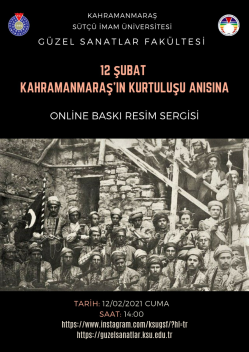 KAHRAMANMARAŞ
SÜTÇÜ İMAM ÜNİVERSİTESİ
GÜZEL SANATLAR FAKÜLTESİ
12 ŞUBAT
KAHRAMANMARAŞ'IN KURTULUŞU ANISINA
ONLİNE BASKI RESİM SERGİSİ
TARİH: 12/02/2021 CUMA
SAAT: 14:00
https://www.instagram.com/ksugsf/?hl-tr
https://guzelsanatlar.ksu.edu.tr